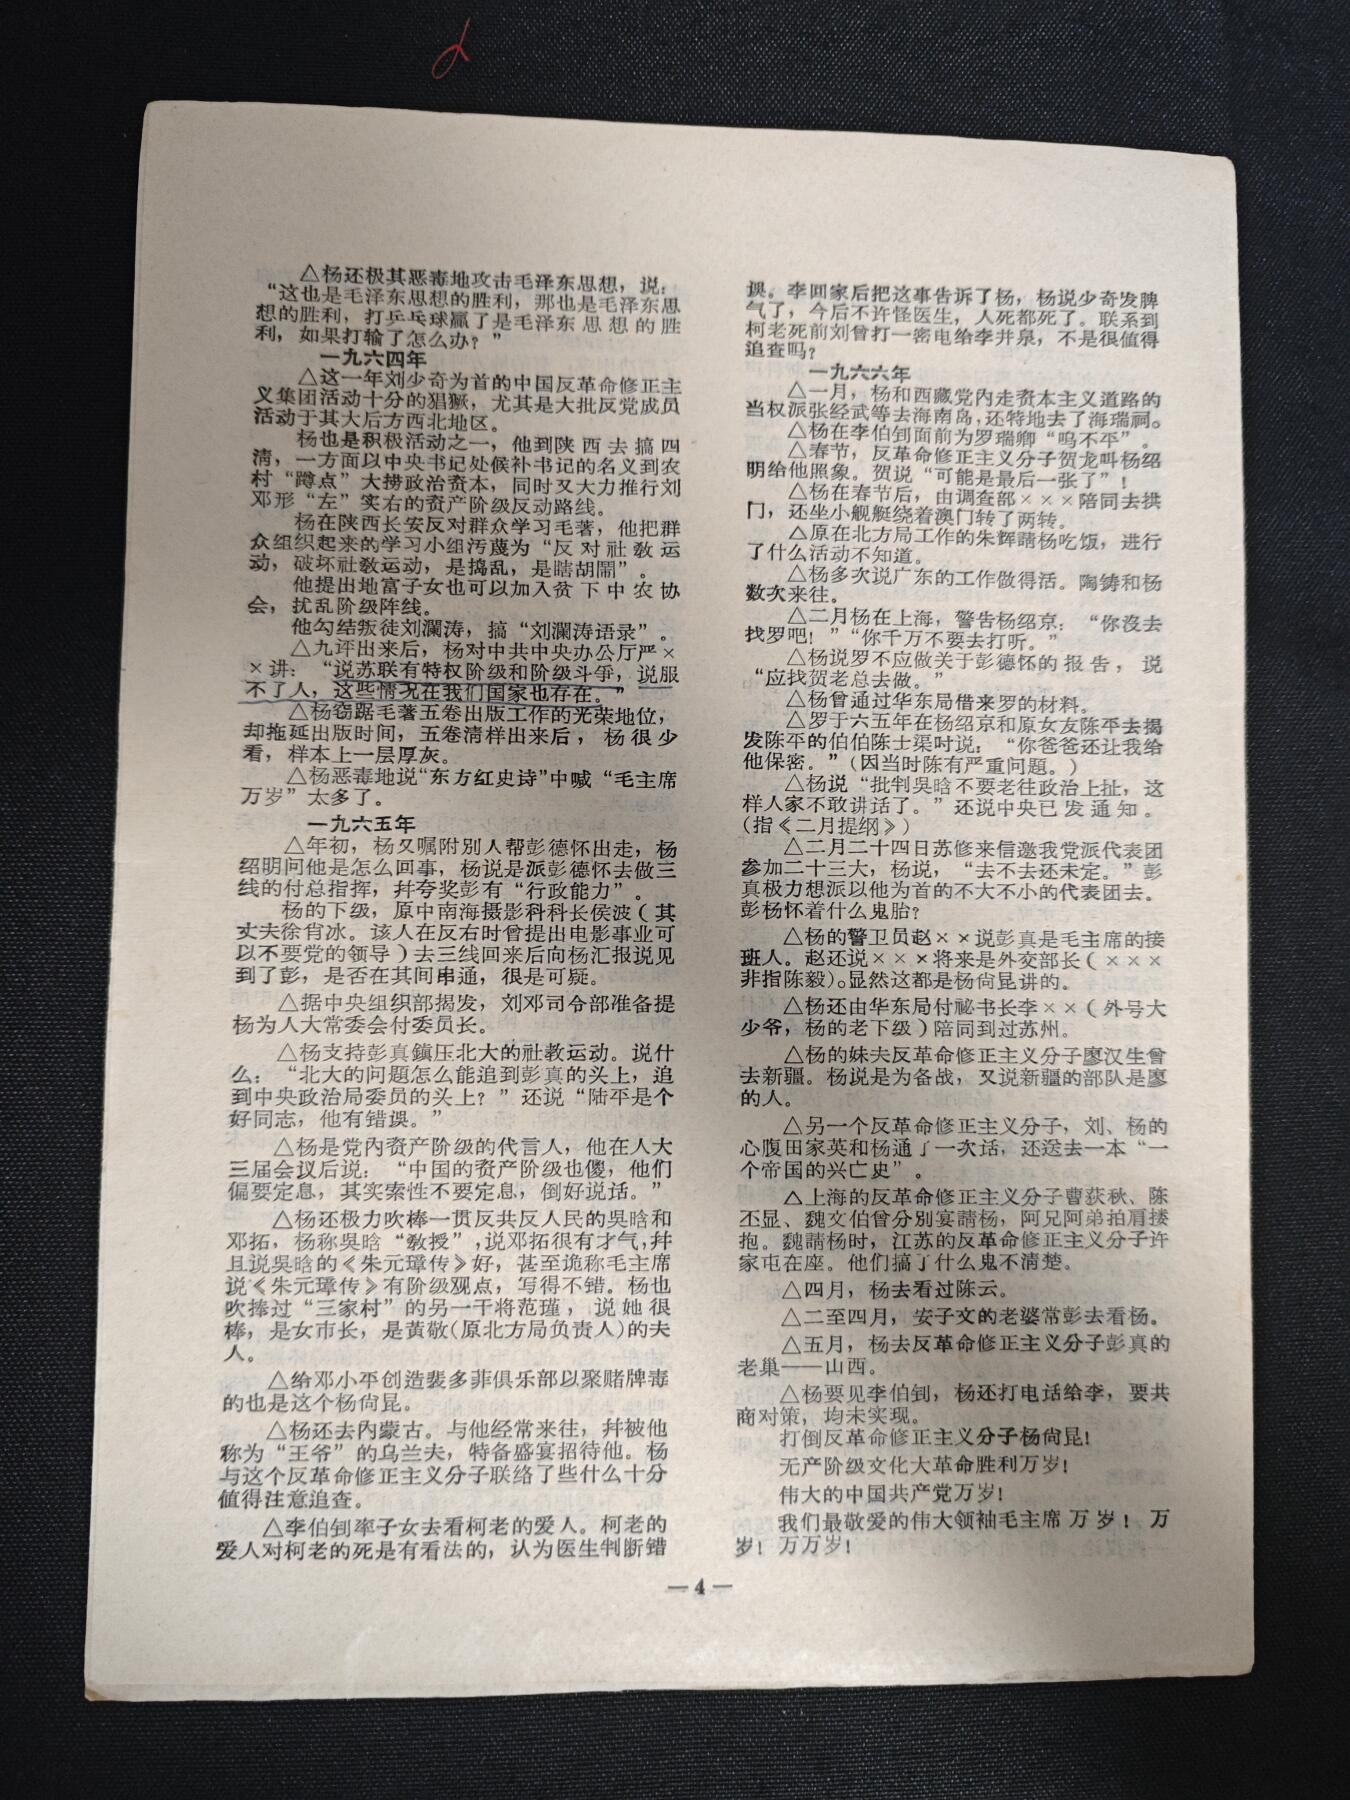 △杨还极其恶毒地攻击毛泽东思想，说：
“这也是毛泽东思想的胜利，那也是毛泽东思
想的胜利，打乒乓球赢了是毛泽东思想的胜
利，如果打输了怎么办？”
一九六四年
△这一年刘少奇为首的中国反革命修正主
义集团活动十分的猖獗，尤其是大批反党成员
活动于其大后方西北地区。
杨也是积极活动之一，他到陕西去搞四
清，一方面以中央书记处候补书记的名义到农
村“蹲点”大捞政治资本，同时又大力推行刘
邓形“左”实右的资产阶级反动路线。
杨在陕西长安反对群众学习毛著，他把群
众组织起来的学习小组污蔑为“反对社敎运
动，破坏社敎运动，是捣乱，是瞎胡闹”。
他提出地富子女也可以加入贫下中农协
会，扰乱阶级阵线。
他勾结叛徒刘澜涛，搞“刘澜涛语录”。
△九评出来后，杨对中共中央办公厅严×
×讲：“说苏联有特权阶级和阶级斗争，说服
不了人，这些情况在我们国家也存在。”
△杨窃踞毛著五卷出版工作的光荣地位，
却拖延出版时间，五卷清样出来后，杨很少
看，样本上一层厚灰。
△杨恶毒地说“东方红史诗”中喊“毛主席
万岁”太多了。
一九六五年
△年初，杨又嘱附别人帮彭德怀出走，杨
绍明问他是怎么回事，杨说是派彭德怀去做三
线的付总指挥，幷夸奖彭有“行政能力”。
杨的下级，原中南海摄影科科长侯波（其
丈夫徐肖冰。该人在反右时曾提出电影事业可
以不要党的领导）去三线回来后向杨汇报说见
到了彭，是否在其间串通，很是可疑。
△据中央组织部揭发，刘邓司令部准备提
杨为人大常委会付委员长。
△杨支持彭真鎮压北大的社教运动。说什
么：“北大的问题怎么能追到彭真的头上，追
到中央政治局委员的头上？”还说“陆平是个
好同志，他有错误。”
△杨是党内资产阶级的代言人，他在人大
三届会议后说：“中国的资产阶级也傻，他们
偏要定息，其实索性不要定息，倒好说话。”
△杨还极力吹棒一贯反共反人民的吳晗和
邓拓，杨称吳晗“敎授”，说邓拓很有才气，幷
且说吳晗的《朱元璋传》好，甚至诡称毛主席
说《朱元璋传》有阶级观点，写得不错。杨也
吹捧过“三家村”的另一干将范瑾，说她很
棒，是女市长，是黄敬（原北方局负责人）的夫
人。
△给邓小平创造裴多菲俱乐部以聚赌牌毒
的也是这个杨尙昆。
△杨还去內蒙古。与他经常来往，幷被他
称为“王爷”的乌兰夫，特备盛宴招待他。杨
与这个反革命修正主义分子联络了些什么十分
值得注意追查。
△李伯钊率子女去看柯老的爱人。柯老的
爱人对柯老的死是有看法的，认为医生判断错
误。李回家后把这事告诉了杨，杨说少奇发脾
气了，今后不许怪医生，人死都死了。联系到
柯老死前刘曾打一密电给李井泉，不是很值得
追查吗？
一九六六年
△一月，杨和西藏党内走资本主义道路的
当权派张经武等去海南岛，还特地去了海瑞祠。
△杨在李伯钊面前为罗瑞卿“鸣不平”。
△春节，反革命修正主义分子贺龙叫杨绍
明给他照象。贺说“可能是最后一张了”！
△杨在春节后，由调查部×××陪同去拱
门，还坐小舰艇绕着澳门转了两转。
△原在北方局工作的朱辉請杨吃饭，进行
了什么活动不知道。
△杨多次说广东的工作做得活。陶铸和杨
数次来往。
△二月杨在上海，警告杨绍京：“你沒去
找罗吧！”“你千万不要去打听。”
△杨说罗不应做关于彭德怀的报告，说
“应找贺老总去做。”
△杨曾通过华东局借来罗的材料。
△罗于六五年在杨绍京和原女友陈平去揭
发陈平的伯伯陈士渠时说：“你爸爸还让我给
他保密。”（因当时陈有严重问题。）
△杨说“批判吳晗不要老往政治上扯，这
样人家不敢讲话了。”还说中央已发通知。
（指《二月提纲》）
△二月二十四日苏修来信邀我党派代表团
参加二十三大，杨说，“去不去还未定。”彭
真极力想派以他为首的不大不小的代表团去。
彭杨怀着什么鬼胎？
△杨的警卫员赵××说彭真是毛主席的接
班人。赵还说×××将来是外交部长（×××
非指陈毅）。显然这都是杨尙昆讲的。
△杨还由华东局付祕书长李××（外号大
少爷，杨的老下级）陪同到过苏州。
△杨的妹夫反革命修正主义分子廖汉生曾
去新疆。杨说是为备战，又说新疆的部队是廖
的人。
△另一个反革命修正主义分子，刘、杨的
心腹田家英和杨通了一次话，还送去一本“一
个帝国的兴亡史”。
△上海的反革命修正主义分子曹荻秋、陈
丕显、魏文伯曾分別宴請杨，阿兄阿弟拍肩搂
抱。魏請杨时，江苏的反革命修正主义分子许
家屯在座。他们搞了什么鬼不清楚。
△四月，杨去看过陈云。
△二至四月，安子文的老婆常彭去看杨。
△五月，杨去反革命修正主义分子彭真的
老巢——山西。
△杨要见李伯钊，杨还打电话给李，要共
商对策，均未实现。
打倒反革命修正主义分子杨尙昆！
无产阶级文化大革命胜利万岁！
伟大的中国共产党万岁！
我们最敬爱的伟大领袖毛主席万岁！万
岁！万万岁！
—4—